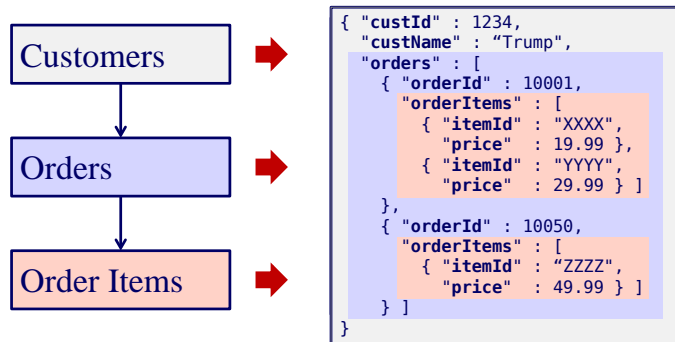 Customers
Orders
Order Items
{ "custId" : 1234,
"custName" : “Trump",
"orders" : [
{ "orderId" : 10001,
"orderItems" : [
{ "itemId" : "XXXX",
"price" : 19.99 },
{ "itemId" : "YYYY",
"price" : 29.99 } ]
},
{ "orderId" : 10050,
"orderItems" : [
{ "itemId" : “ZZZZ",
"price" : 49.99 } ]
} ]
}